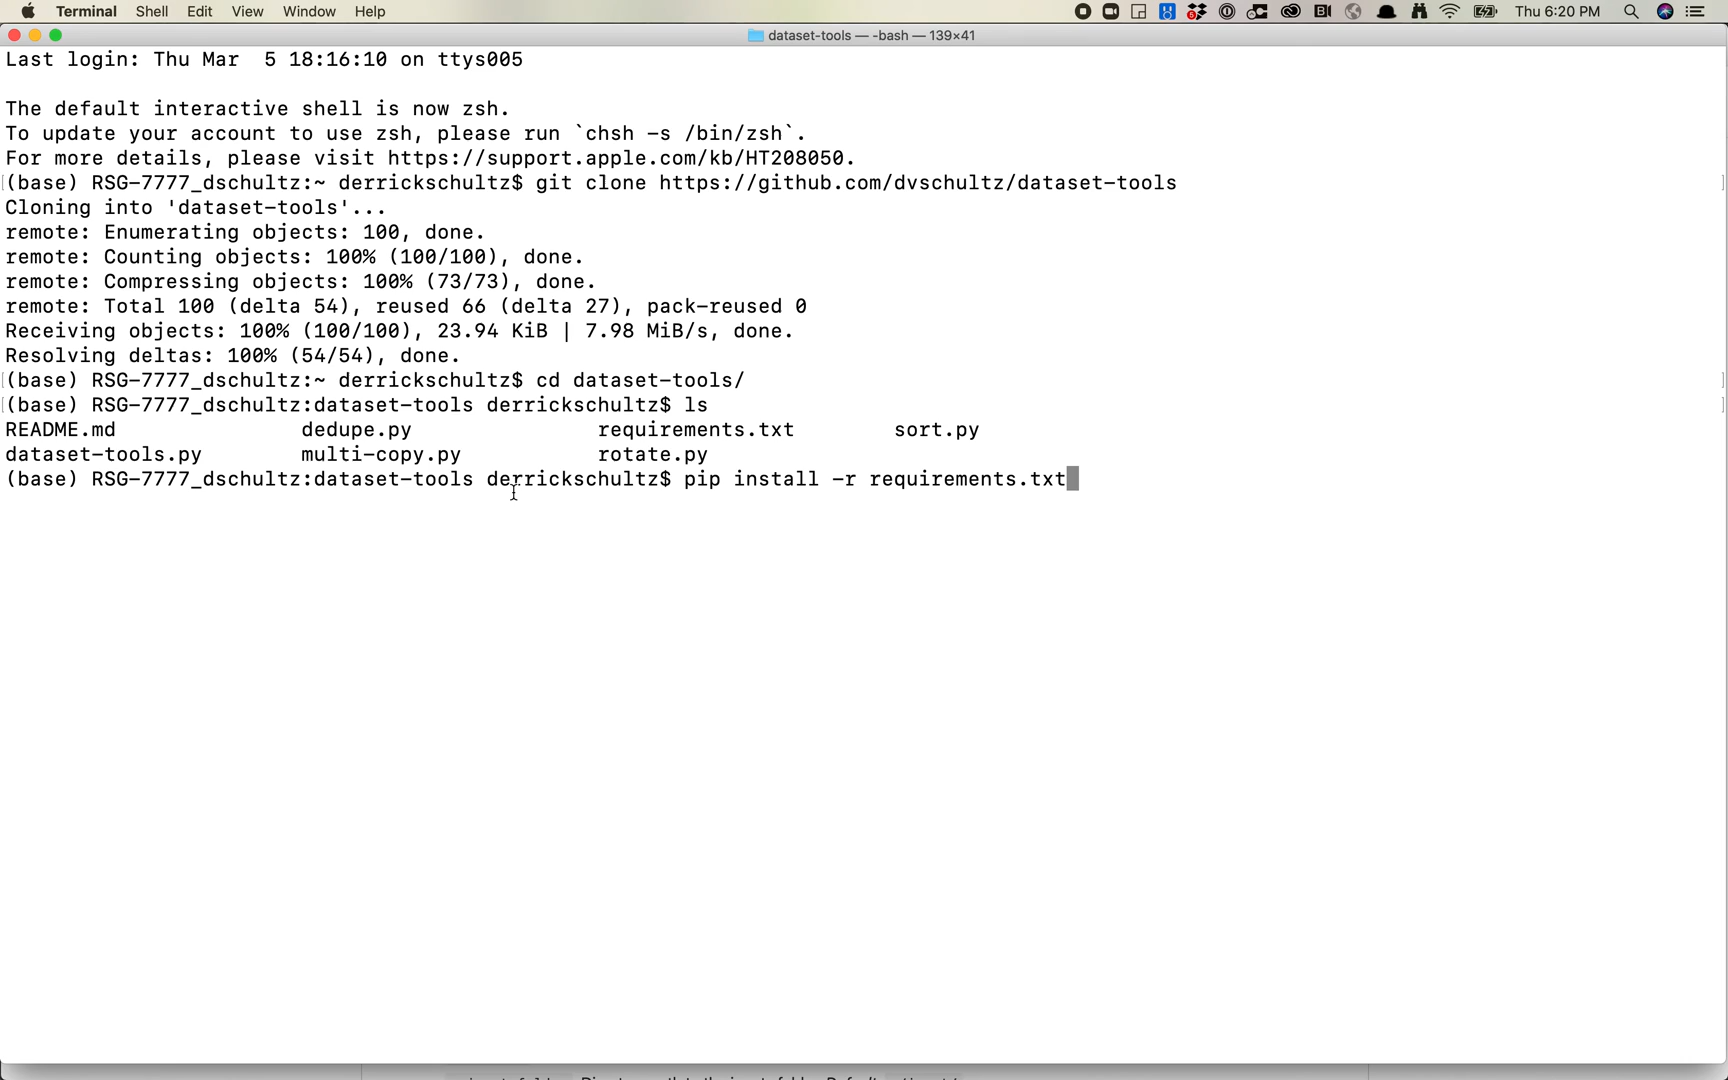 Terminal Shell Edit View Window Help Thu 6:20 PM
dataset-tools — -bash — 139×41
Last login: Thu Mar  5 18:16:10 on ttys005
The default interactive shell is now zsh.
To update your account to use zsh, please run `chsh -s /bin/zsh`.
For more details, please visit https://support.apple.com/kb/HT208050.
(base) RSG-7777_dschultz:~ derrickschultz$ git clone https://github.com/dvschultz/dataset-tools
Cloning into 'dataset-tools'...
remote: Enumerating objects: 100, done.
remote: Counting objects: 100% (100/100), done.
remote: Compressing objects: 100% (73/73), done.
remote: Total 100 (delta 54), reused 66 (delta 27), pack-reused 0
Receiving objects: 100% (100/100), 23.94 KiB | 7.98 MiB/s, done.
Resolving deltas: 100% (54/54), done.
(base) RSG-7777_dschultz:~ derrickschultz$ cd dataset-tools/
(base) RSG-7777_dschultz:dataset-tools derrickschultz$ ls
README.md dedupe.py requirements.txt sort.py
dataset-tools.py multi-copy.py rotate.py
(base) RSG-7777_dschultz:dataset-tools derrickschultz$ pip install -r requirements.txt